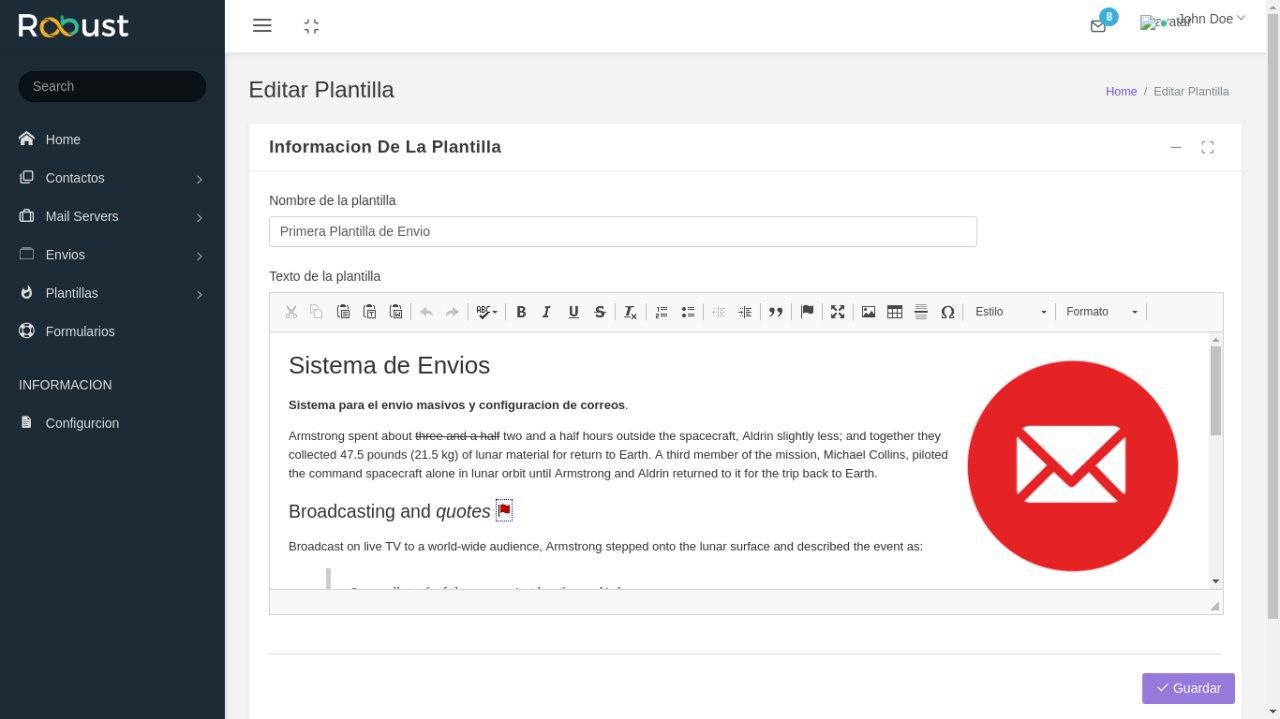 Robust
8
avatar
John Doe
Search
Editar Plantilla
Home / Editar Plantilla
Home
Contactos
Mail Servers
Envios
Plantillas
Formularios
INFORMACION
Configurcion
Informacion De La Plantilla
Nombre de la plantilla
Primera Plantilla de Envio
Texto de la plantilla
ABC
Estilo
Formato
Sistema de Envios
Sistema para el envio masivos y configuracion de correos.
Armstrong spent about three and a half two and a half hours outside the spacecraft, Aldrin slightly less; and together they
collected 47.5 pounds (21.5 kg) of lunar material for return to Earth. A third member of the mission, Michael Collins, piloted
the command spacecraft alone in lunar orbit until Armstrong and Aldrin returned to it for the trip back to Earth.
Broadcasting and quotes
Broadcast on live TV to a world-wide audience, Armstrong stepped onto the lunar surface and described the event as:
Guardar